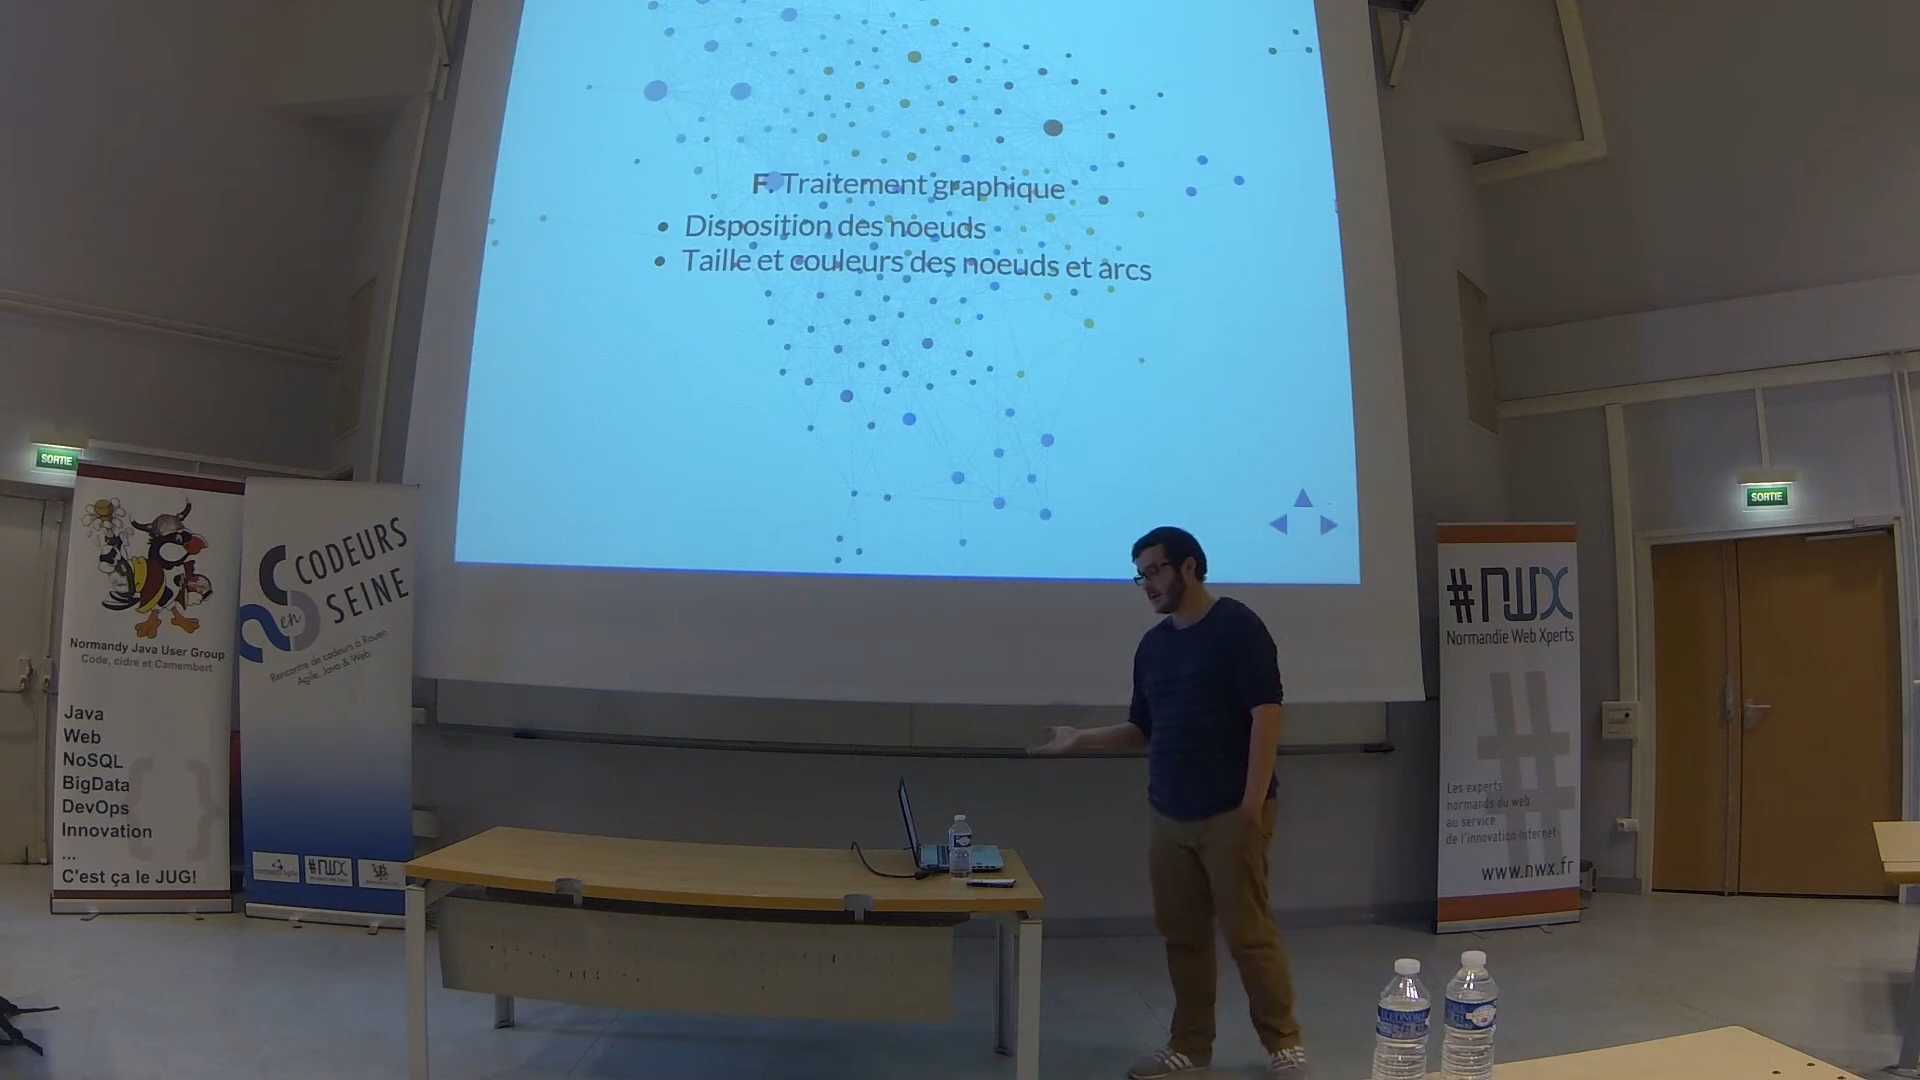 F. Traitement graphique
Disposition des noeuds
Taille et couleurs des noeuds et arcs
SORTIE
Normandy Java User Group
Code, cidre et Camembert
Java
Web
NoSQL
BigData
DevOps
Innovation
...
C'est ça le JUG!
CODEURS
en
SEINE
Rencontre de codeurs à Rouen
Agile, Java & Web
#NWX
SORTIE
#NWX
Normandie Web Xperts
Les experts
normands du web
au service
de l'innovation Internet
www.nwx.fr